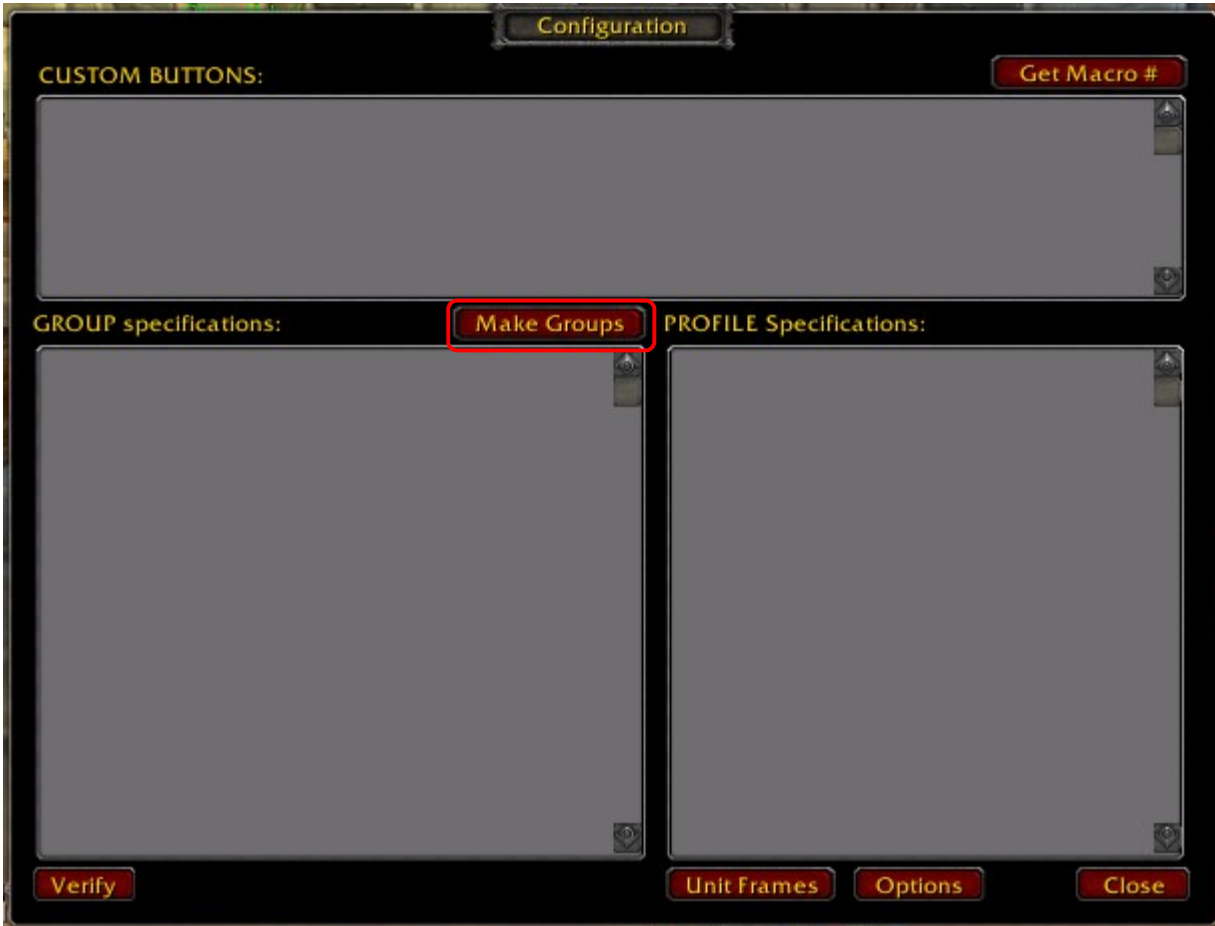 Configuration
CUSTOM BUTTONS:
Get Macro #
GROUP specifications:
Make Groups
PROFILE Specifications:
Verify
Unit Frames
Options
Close